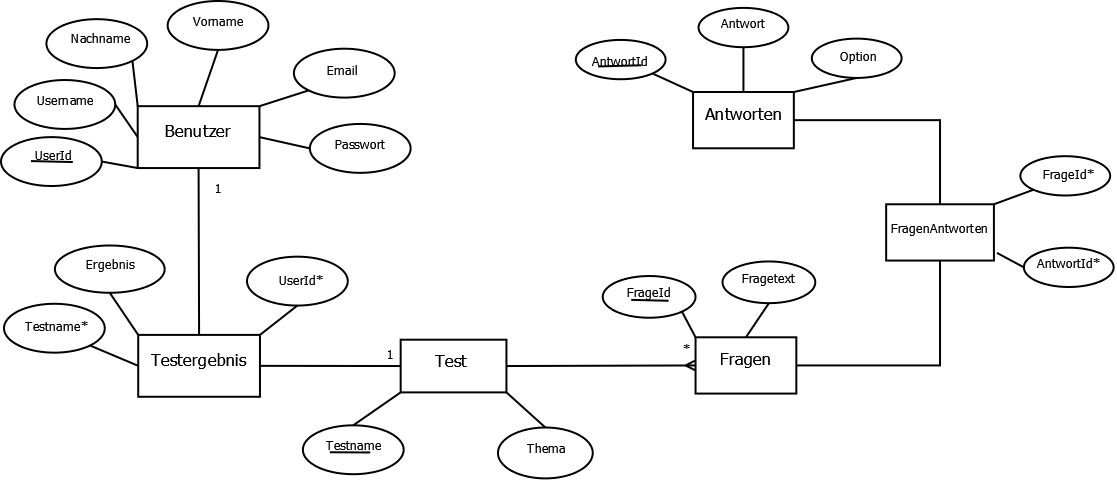 Vorname
Nachname
Email
Username
Benutzer
Passwort
UserId
1
Antwort
AntwortId
Option
Antworten
FrageId*
FragenAntworten
AntwortId*
Ergebnis
UserId*
Testname*
Testergebnis
1
Test
Testname
Thema
FrageId
Fragetext
*
Fragen